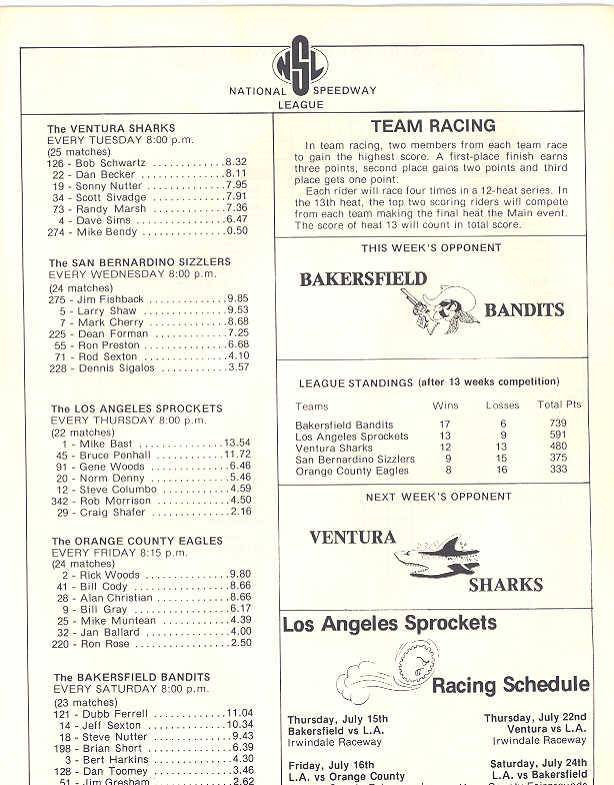 NSL
NATIONAL SPEEDWAY
LEAGUE
The VENTURA SHARKS
EVERY TUESDAY 8:00 p.m.
(25 matches)
126 - Bob Schwartz .............8.32
22 - Dan Becker ...............8.11
19 - Sonny Nutter ..............7.95
34 - Scott Sivadge .............7.91
73 - Randy Marsh .............7.36
4 - Dave Sims ................6.47
274 - Mike Bendy ...............0.50
The SAN BERNARDINO SIZZLERS
EVERY WEDNESDAY 8:00 p.m.
(24 matches)
275 - Jim Fishback ..............9.85
5 - Larry Shaw ................9.53
7 - Mark Cherry ...............8.68
225 - Dean Forman ..............7.25
55 - Ron Preston ...............6.68
71 - Rod Sexton ...............4.10
228 - Dennis Sigalos .............3.57
The LOS ANGELES SPROCKETS
EVERY THURSDAY 8:00 p.m.
(22 matches)
1 - Mike Bast ................13.54
45 - Bruce Penhall .............11.72
91 - Gene Woods ..............6.46
20 - Norm Denny ..............5.46
12 - Steve Columbo ............4.59
342 - Rob Morrison .............4.50
29 - Craig Shafer ...............2.16
The ORANGE COUNTY EAGLES
EVERY FRIDAY 8:15 p.m.
(24 matches)
2 - Rick Woods ...............9.80
41 - Bill Cody .................8.66
28 - Alan Christian .............8.66
9 - Bill Gray ..................6.17
25 - Mike Muntean .............4.39
32 - Jan Ballard ................4.00
220 - Ron Rose .................2.50
The BAKERSFIELD BANDITS
EVERY SATURDAY 8:00 p.m.
(23 matches)
121 - Dubb Ferrell .............11.04
14 - Jeff Sexton ..............10.34
18 - Steve Nutter ..............9.43
198 - Brian Short ................6.39
3 - Bert Harkins ...............4.30
128 - Dan Toomey ..............3.46
51 - Jim Gresham ..............2.62
TEAM RACING
In team racing, two members from each team race
to gain the highest score. A first-place finish earns
three points, second place gains two points and third
place gets one point.
Each rider will race four times in a 12-heat series. In
the 13th heat, the top two scoring riders will compete
from each team making the final heat the Main event.
The score of heat 13 will count in total score.
THIS WEEK'S OPPONENT
BAKERSFIELD
BANDITS
LEAGUE STANDINGS (after 13 weeks competition)
Teams Wins Losses Total Pts
Bakersfield Bandits 17 6 739
Los Angeles Sprockets 13 9 591
Ventura Sharks 12 13 480
San Bernardino Sizzlers 9 15 375
Orange County Eagles 8 16 333
NEXT WEEK'S OPPONENT
VENTURA
SHARKS
Los Angeles Sprockets
Racing Schedule
Thursday, July 15th
Bakersfield vs L.A.
Irwindale Raceway
Friday, July 16th
L.A. vs Orange County
Thursday, July 22nd
Ventura vs L.A.
Irwindale Raceway
Saturday, July 24th
L.A. vs Bakersfield